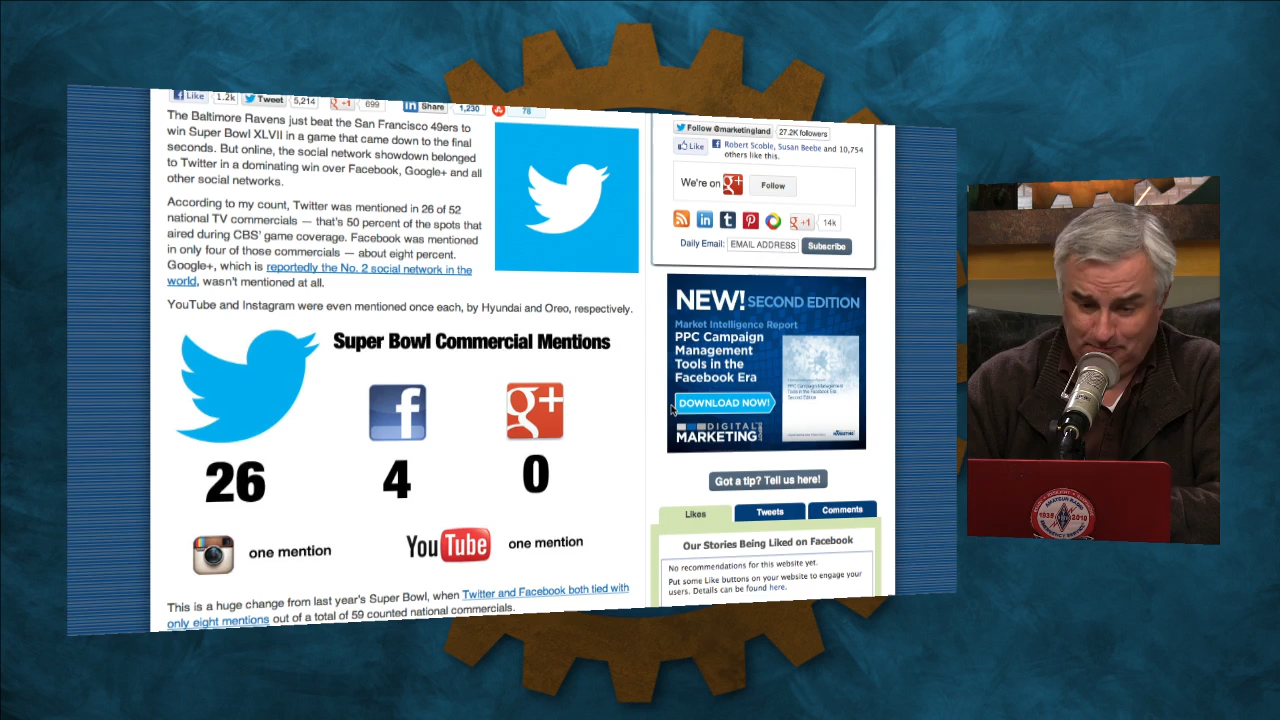 Like 1.2k Tweet 5,214 +1 699 in Share 1,230 78
The Baltimore Ravens just beat the San Francisco 49ers to
win Super Bowl XLVII in a game that came down to the final
seconds. But online, the social network showdown belonged
to Twitter in a dominating win over Facebook, Google+ and all
other social networks.
According to my count, Twitter was mentioned in 26 of 52
national TV commercials — that's 50 percent of the spots that
aired during CBS' game coverage. Facebook was mentioned
in only four of those commercials — about eight percent.
Google+, which is reportedly the No. 2 social network in the
world, wasn't mentioned at all.
YouTube and Instagram were even mentioned once each, by Hyundai and Oreo, respectively.
Super Bowl Commercial Mentions
f g+
26 4 0
one mention YouTube one mention
This is a huge change from last year's Super Bowl, when Twitter and Facebook both tied with
only eight mentions out of a total of 59 counted national commercials.
Follow @marketingland 27.2K followers
Like Robert Scoble, Susan Beebe and 10,754
others like this.
We're on g+ Follow
in t +1 14k
Daily Email: EMAIL ADDRESS Subscribe
NEW! SECOND EDITION
Market Intelligence Report
PPC Campaign
Management
Tools in the
Facebook Era
DOWNLOAD NOW!
DIGITAL
MARKETING
Got a tip? Tell us here!
Likes Tweets Comments
Our Stories Being Liked on Facebook
No recommendations for this website yet.
Put some Like buttons on your website to engage your
users. Details can be found here.
AMATEUR RADIO
1935 2010